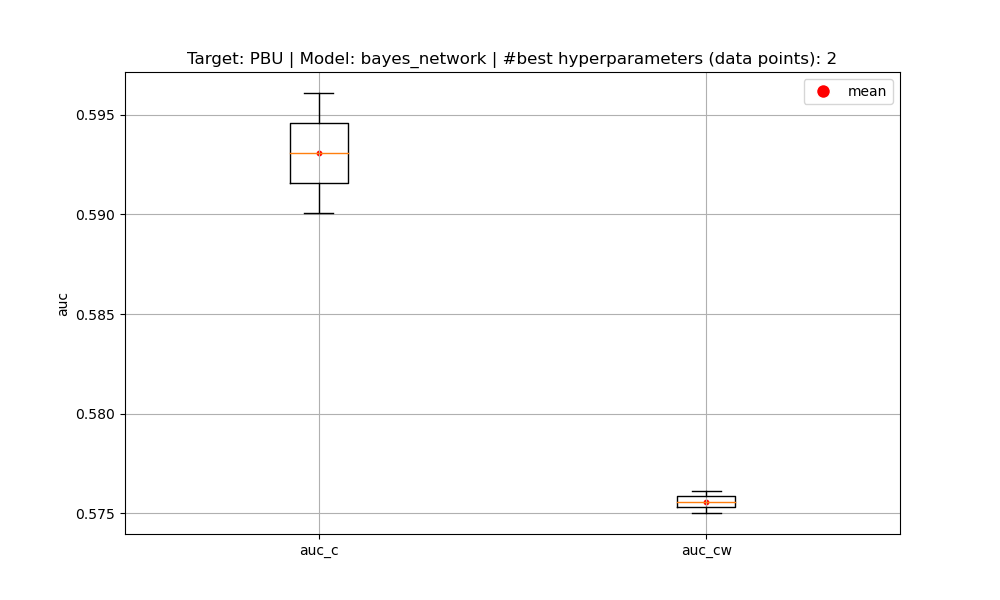 Target: PBU | Model: bayes_network | #best hyperparameters (data points): 2
mean
0.595
0.590
0.585
0.580
0.575
auc
auc_c
auc_cw